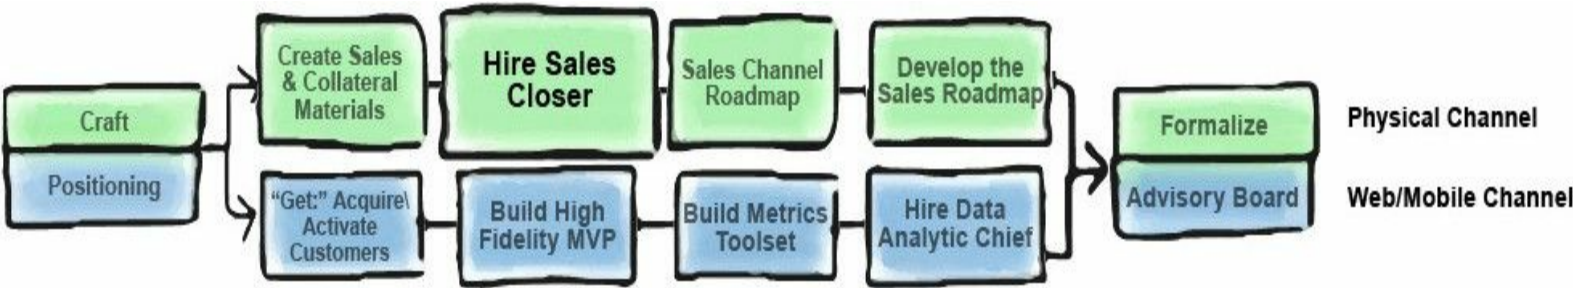 Craft
Positioning
Create Sales
& Collateral
Materials
Hire Sales
Closer
Sales Channel
Roadmap
Develop the
Sales Roadmap
"Get:" Acquire\
Activate
Customers
Build High
Fidelity MVP
Build Metrics
Toolset
Hire Data
Analytic Chief
Formalize
Advisory Board
Physical Channel
Web/Mobile Channel